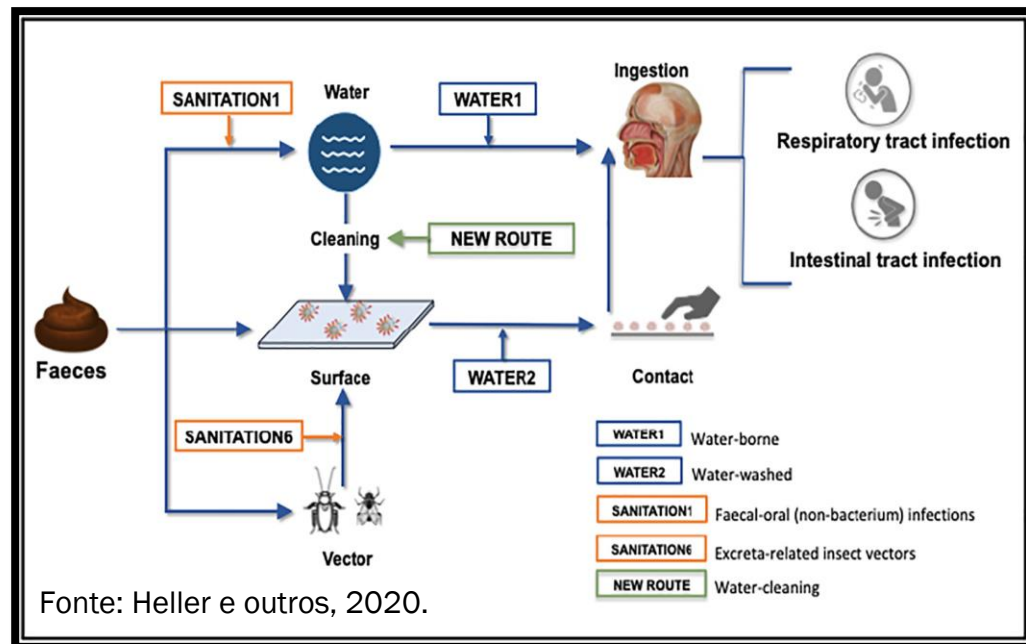 Ingestion
Water
SANITATION1
WATER1
Respiratory tract infection
Cleaning
NEW ROUTE
Intestinal tract infection
Faeces
Surface
WATER2
Contact
SANITATION6
Vector
WATER1 Water-borne
WATER2 Water-washed
SANITATION1 Faecal-oral (non-bacterium) infections
SANITATION6 Excreta-related insect vectors
NEW ROUTE Water-cleaning
Fonte: Heller e outros, 2020.